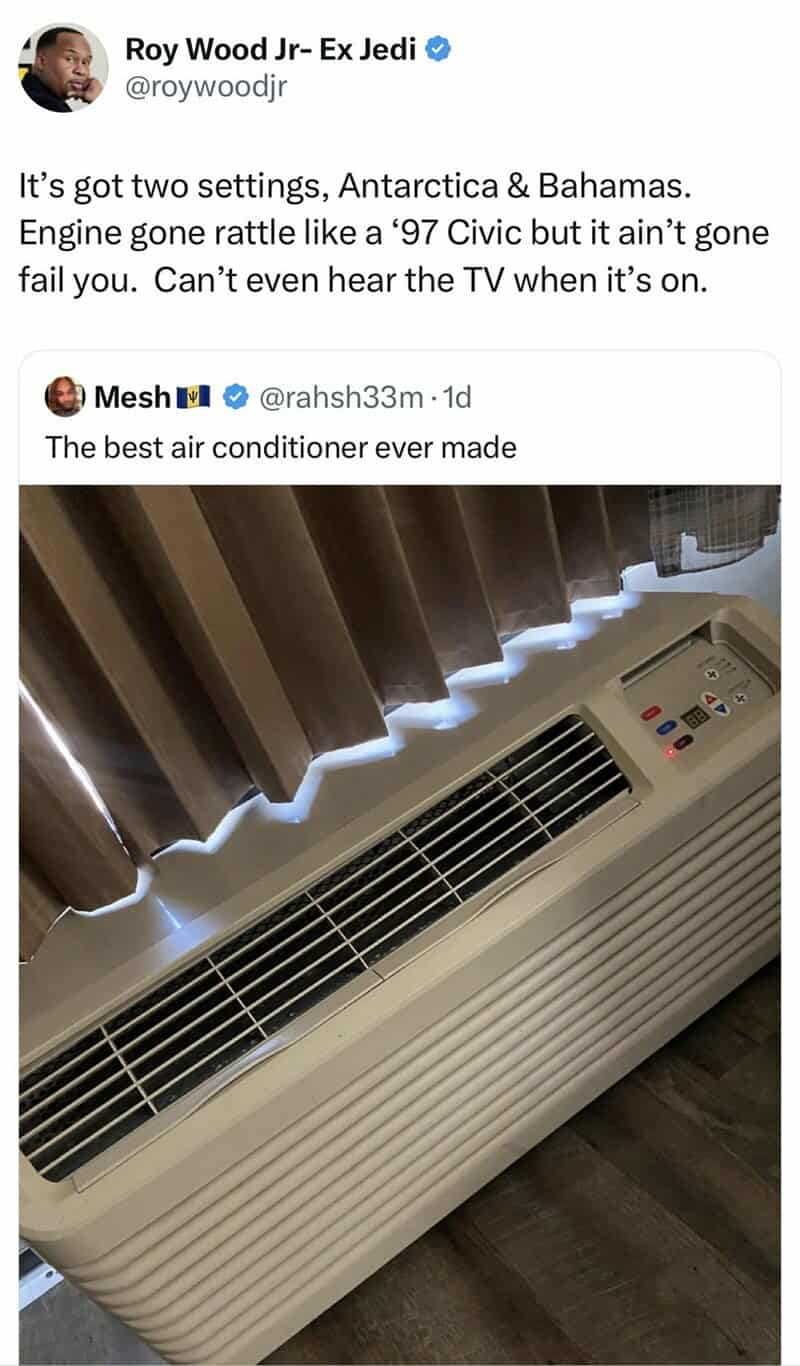 Roy Wood Jr- Ex Jedi
@roywoodjr
It’s got two settings, Antarctica & Bahamas.
Engine gone rattle like a ‘97 Civic but it ain’t gone
fail you.  Can’t even hear the TV when it’s on.
Mesh🇧🇧 @rahsh33m · 1d
The best air conditioner ever made